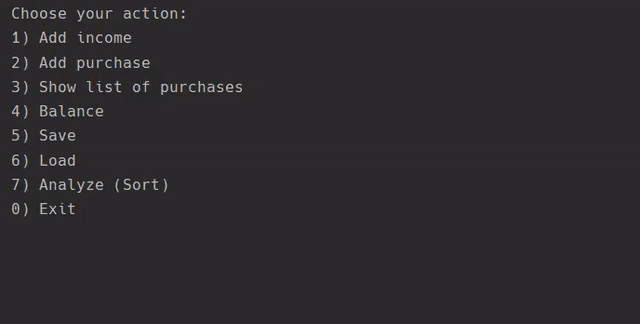 Choose your action:
1) Add income
2) Add purchase
3) Show list of purchases
4) Balance
5) Save
6) Load
7) Analyze (Sort)
0) Exit